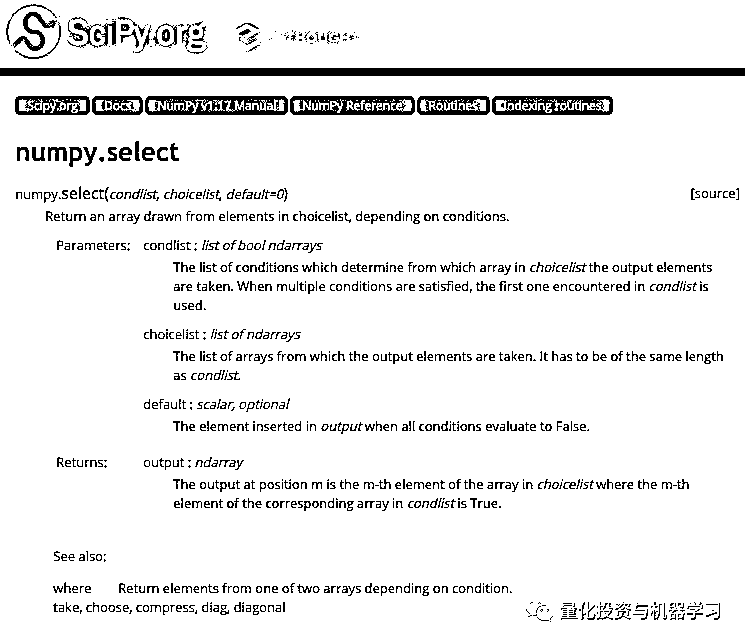 SciPy.org
Scipy.org Docs NumPy v1.17 Manual NumPy Reference Routines Indexing routines
numpy.select
numpy.select(condlist, choicelist, default=0) [source]
Return an array drawn from elements in choicelist, depending on conditions.
Parameters: condlist : list of bool ndarrays
The list of conditions which determine from which array in choicelist the output elements
are taken. When multiple conditions are satisfied, the first one encountered in condlist is
used.
choicelist : list of ndarrays
The list of arrays from which the output elements are taken. It has to be of the same length
as condlist.
default : scalar, optional
The element inserted in output when all conditions evaluate to False.
Returns: output : ndarray
The output at position m is the m-th element of the array in choicelist where the m-th
element of the corresponding array in condlist is True.
See also:
where Return elements from one of two arrays depending on condition.
take, choose, compress, diag, diagonal
量化投资与机器学习